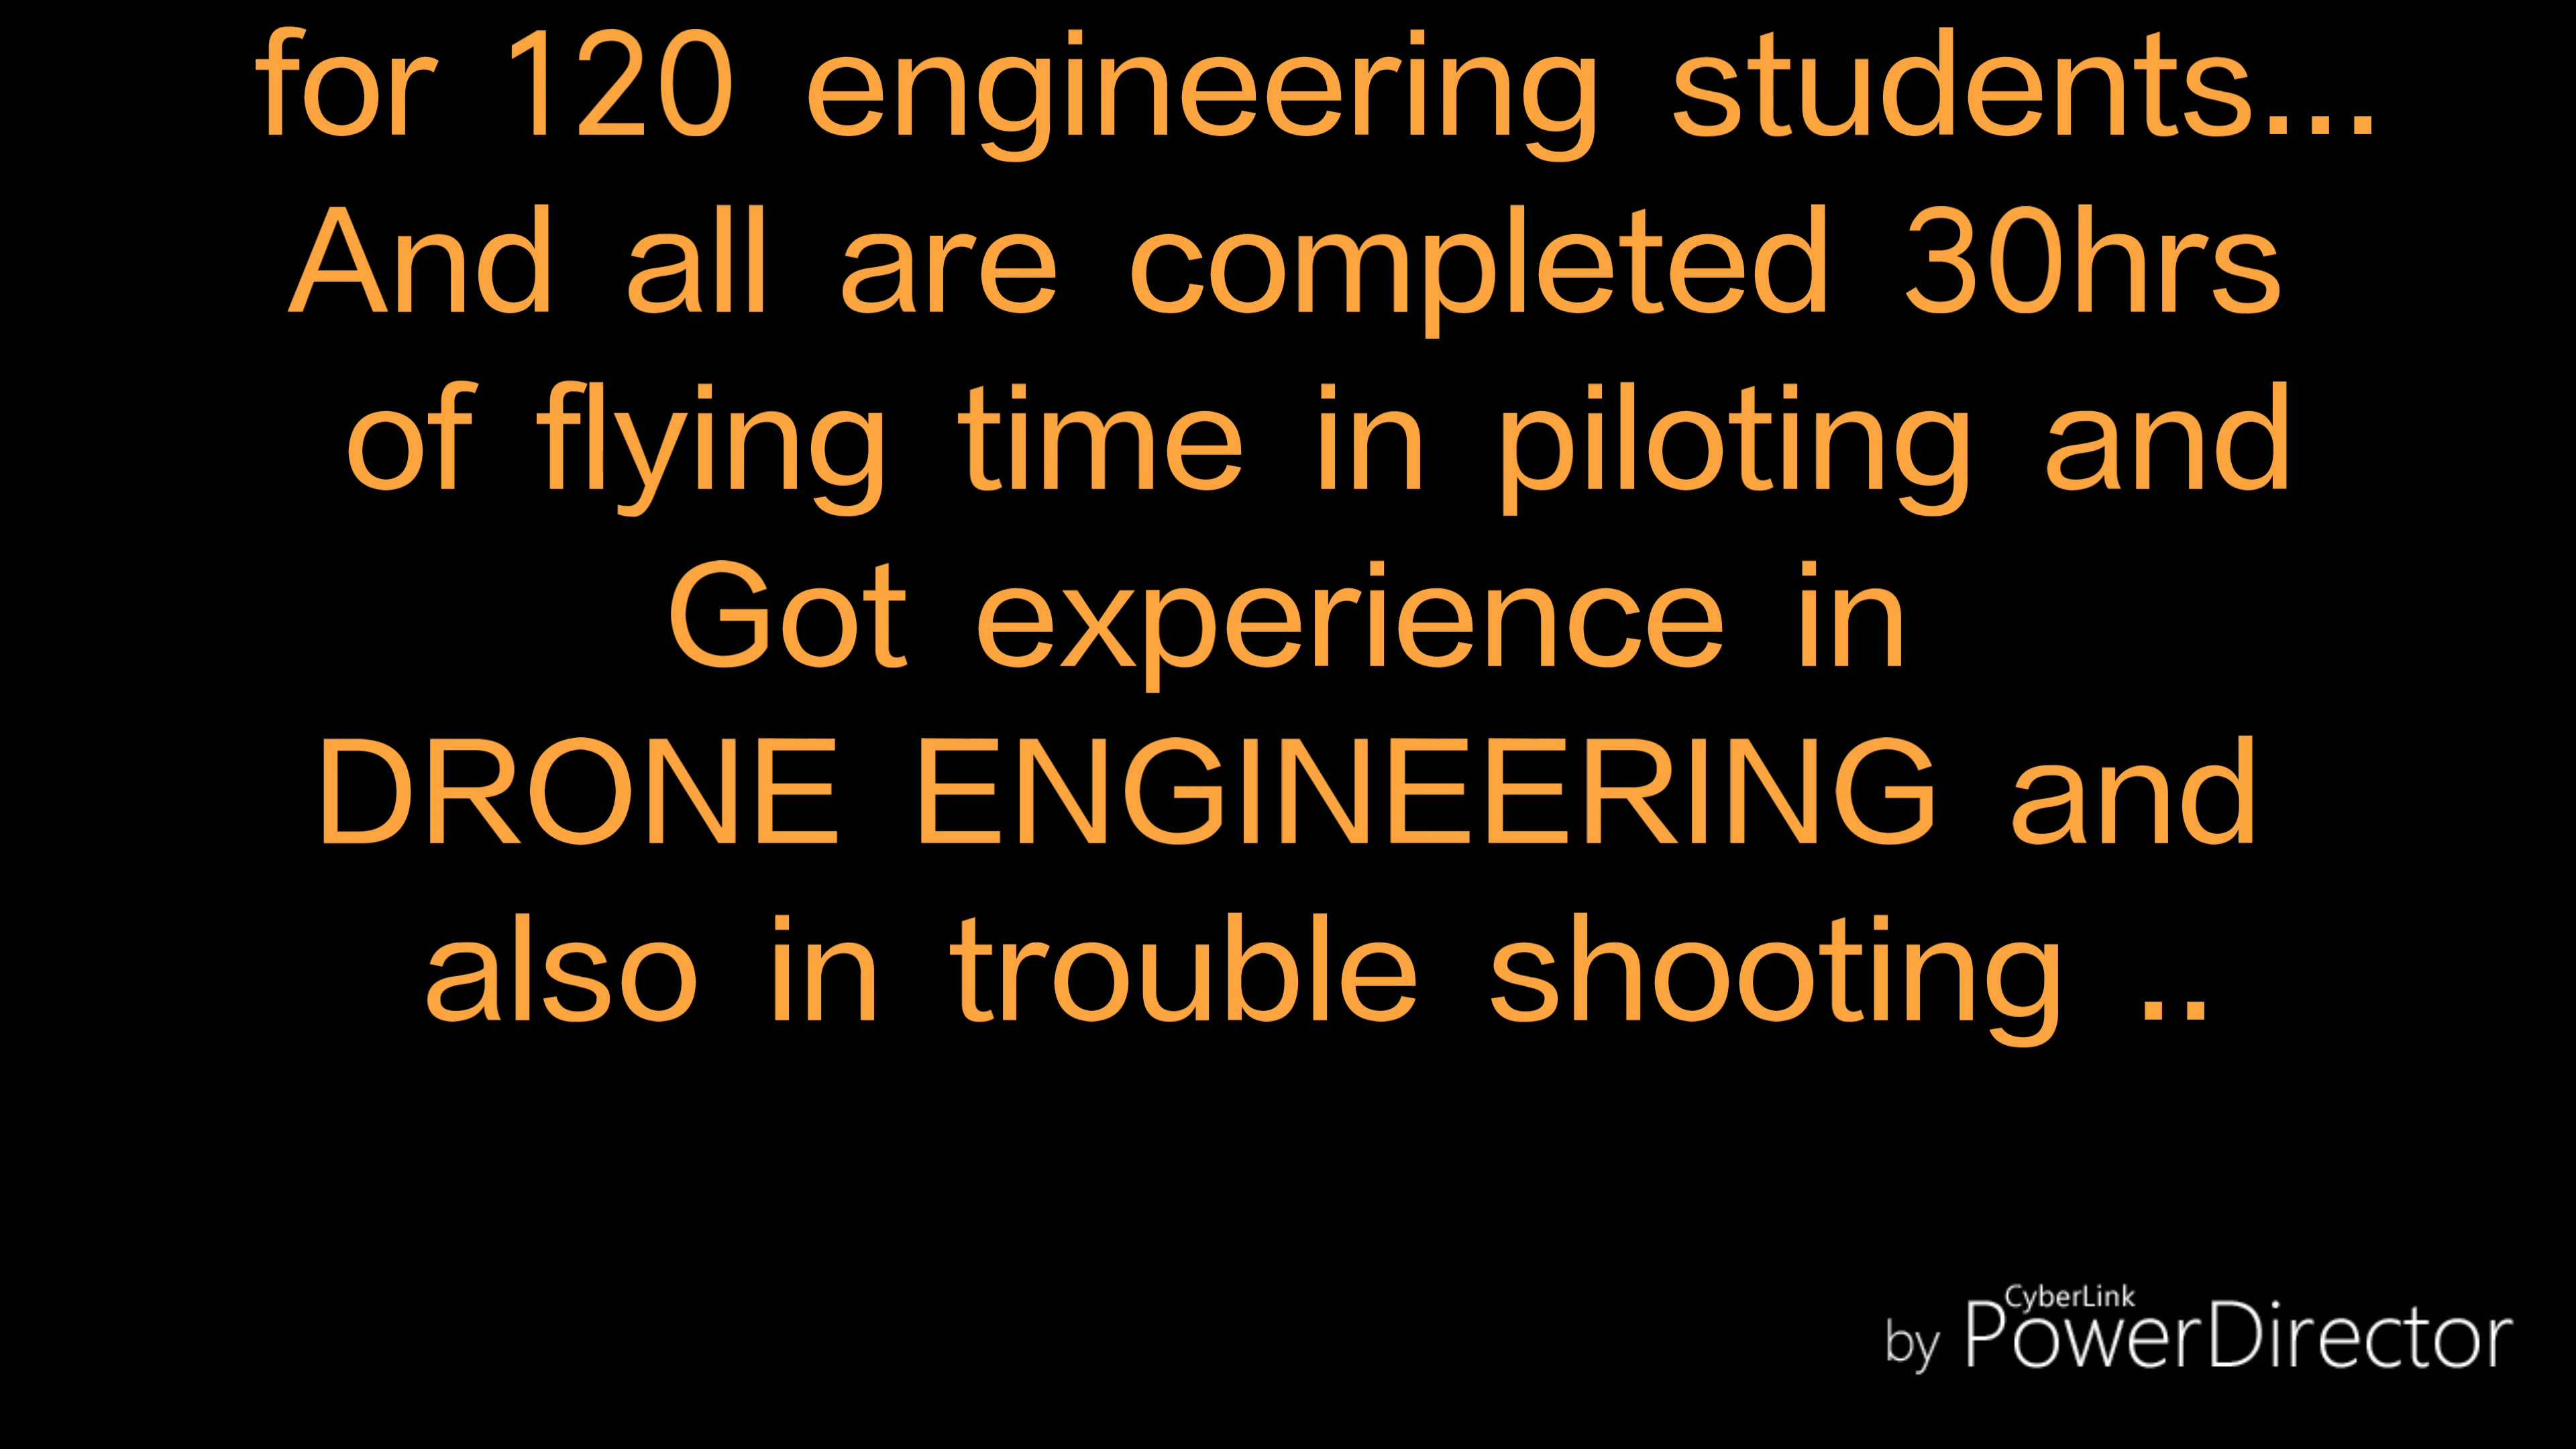 for 120 engineering students...
And all are completed 30hrs
of flying time in piloting and
Got experience in
DRONE ENGINEERING and
also in trouble shooting ..
CyberLink
by PowerDirector